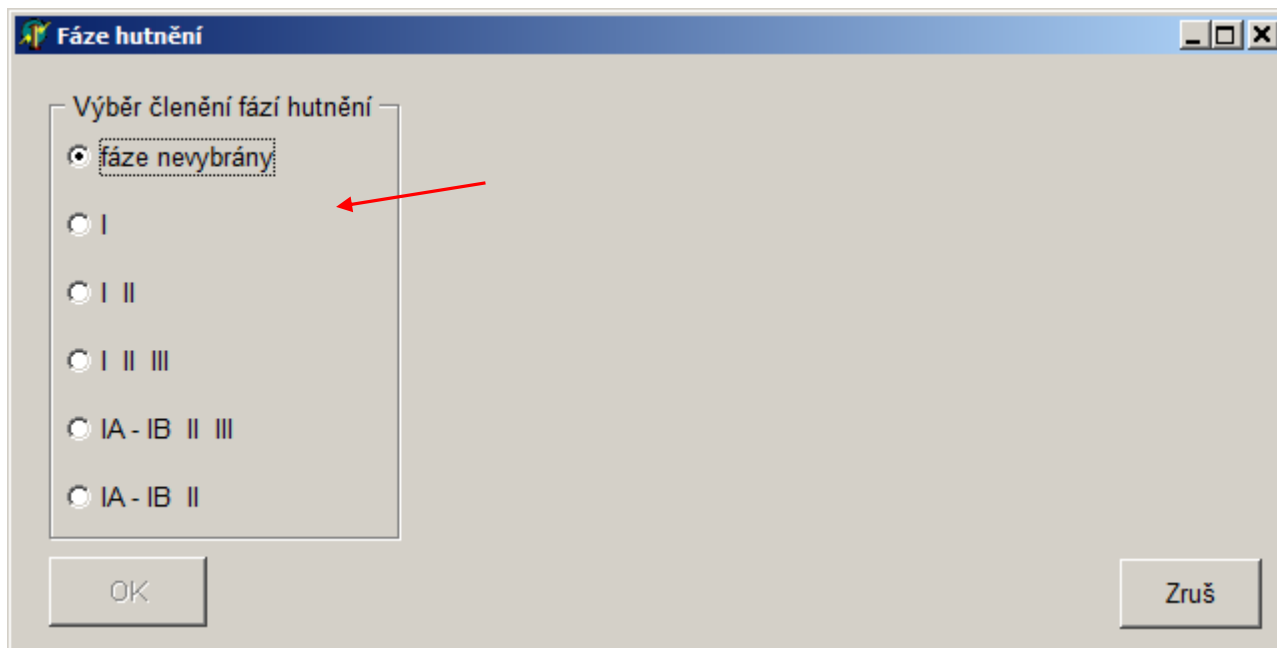 Fáze hutnění
Výběr členění fází hutnění
fáze nevybrány
I
I II
I II III
IA - IB II III
IA - IB II
OK
Zruš